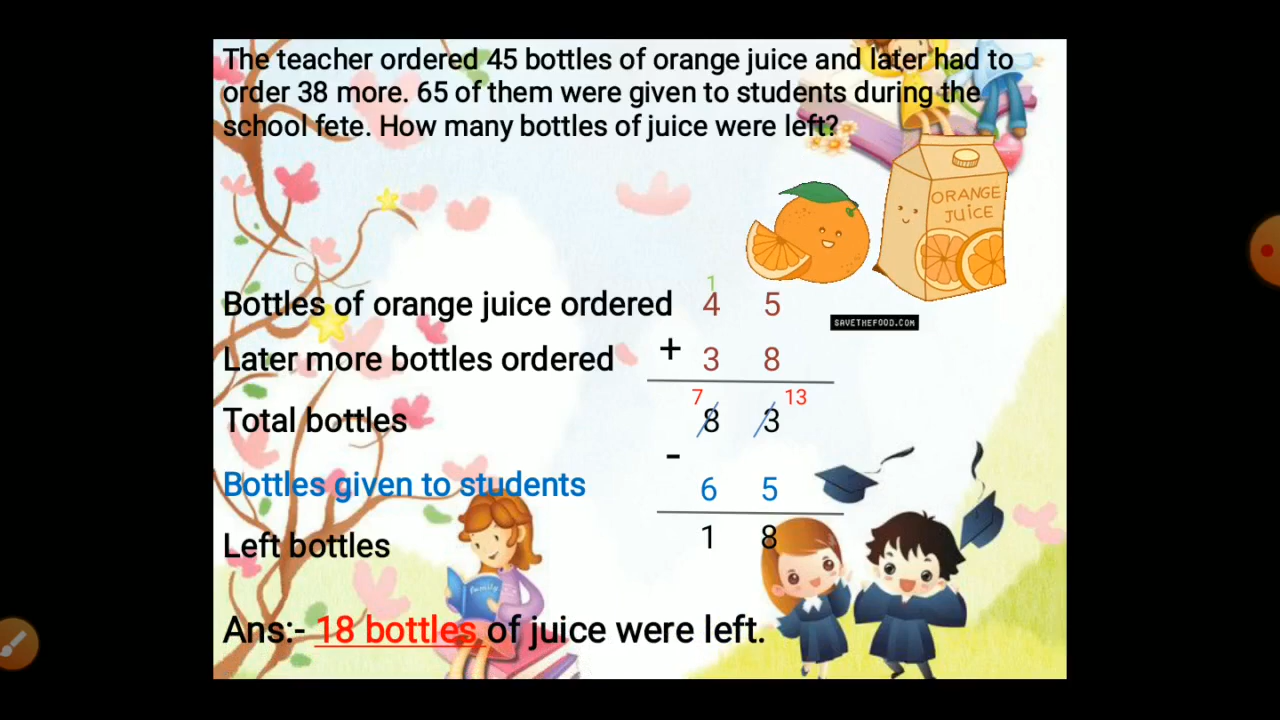 The teacher ordered 45 bottles of orange juice and later had to
order 38 more. 65 of them were given to students during the
school fete. How many bottles of juice were left?
ORANGE
JUICE
1
Bottles of orange juice ordered 4 5
SAVETHEFOOD.COM
Later more bottles ordered + 3 8
7 13
Total bottles 8 3
-
Bottles given to students 6 5
Left bottles 1 8
Ans:- 18 bottles of juice were left.